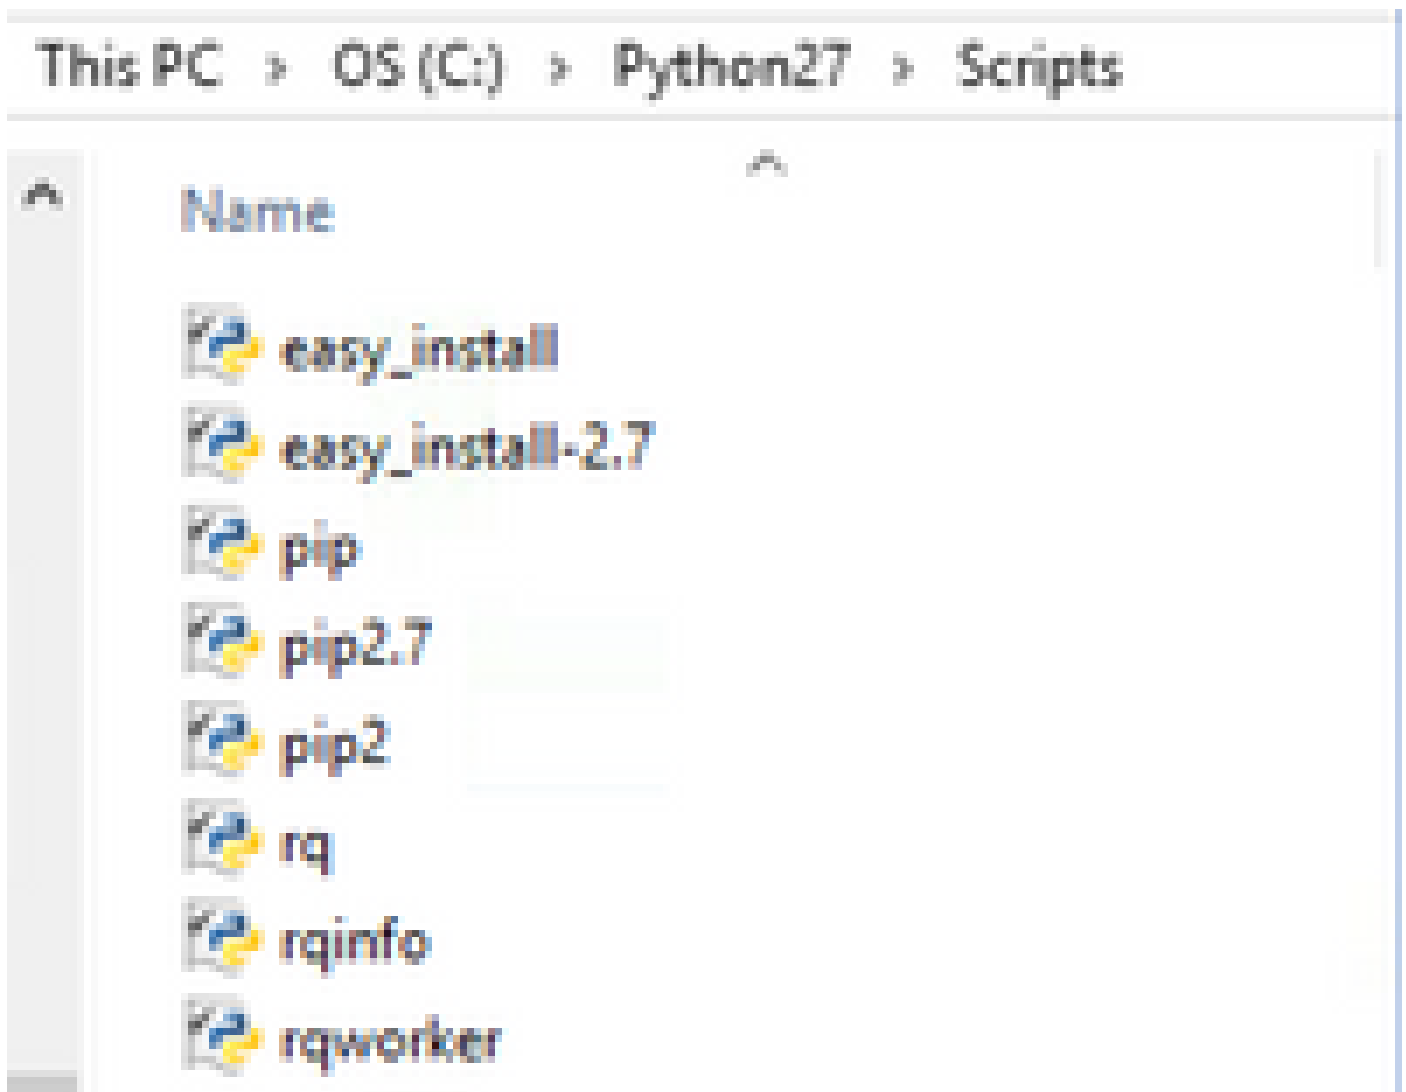 This PC > OS (C:) > Python27 > Scripts
Name
easy_install
easy_install-2.7
pip
pip2.7
pip2
rq
rqinfo
rqworker